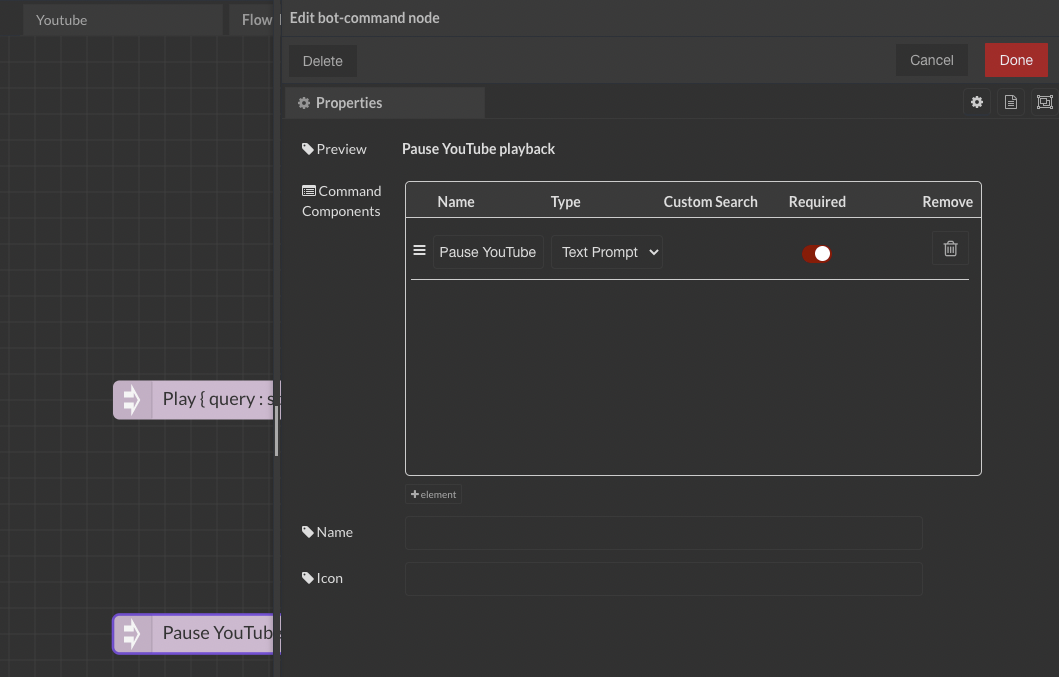 Youtube
Flow
Edit bot-command node
Delete
Cancel
Done
Properties
Preview
Pause YouTube playback
Command
Components
Name
Type
Custom Search
Required
Remove
Pause YouTube
Text Prompt
element
Name
Icon
Play { query : s
Pause YouTub